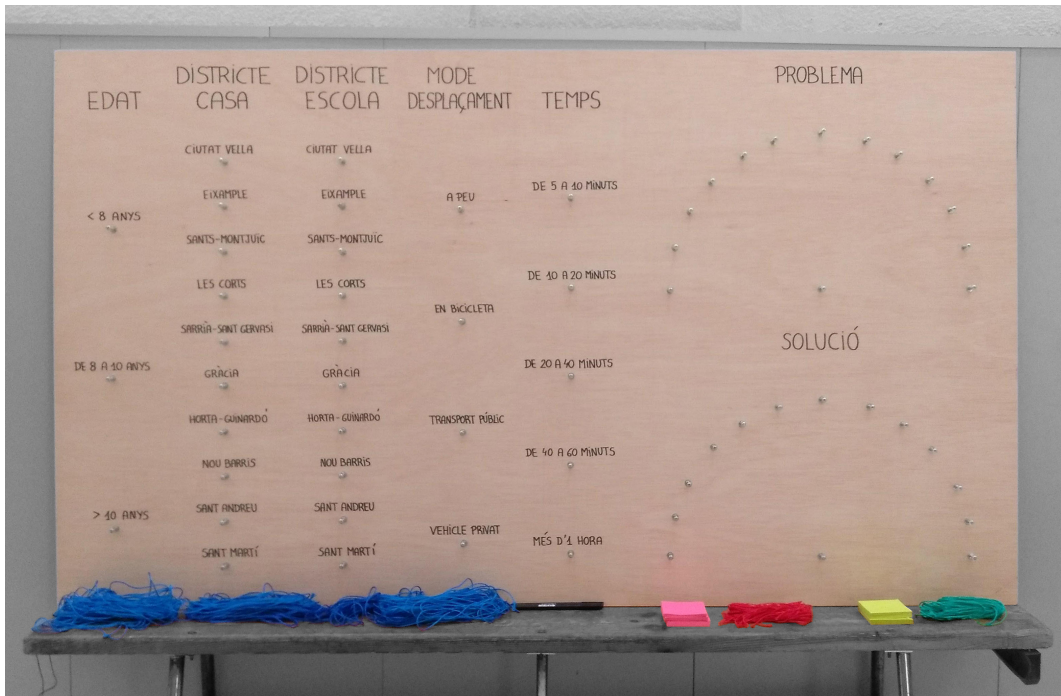 EDAT
DISTRICTE
CASA
DISTRICTE
ESCOLA
MODE
DESPLAÇAMENT
TEMPS
PROBLEMA
< 8 ANYS
DE 8 A 10 ANYS
> 10 ANYS
CIUTAT VELLA
EIXAMPLE
SANTS-MONTJUÏC
LES CORTS
SARRIÀ-SANT GERVASI
GRÀCIA
HORTA-GUINARDÓ
NOU BARRIS
SANT ANDREU
SANT MARTÍ
CIUTAT VELLA
EIXAMPLE
SANTS-MONTJUÏC
LES CORTS
SARRIÀ-SANT GERVASI
GRÀCIA
HORTA-GUINARDÓ
NOU BARRIS
SANT ANDREU
SANT MARTÍ
A PEU
EN BICICLETA
TRANSPORT PÚBLIC
VEHICLE PRIVAT
DE 5 A 10 MINUTS
DE 10 A 20 MINUTS
DE 20 A 40 MINUTS
DE 40 A 60 MINUTS
MÉS D'1 HORA
SOLUCIÓ